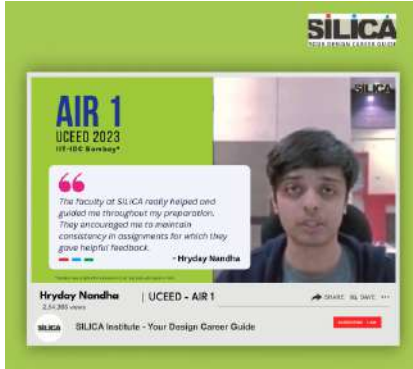 SILICA
YOUR DESIGN CAREER GUIDE
SILICA
AIR 1
UCEED 2023
IIT-IDC Bombay*
The faculty at SILICA really helped and
guided me throughout my preparation.
They encouraged me to maintain
consistency in assignments for which they
gave helpful feedback.
- Hryday Nandha
Hryday Nandha | UCEED - AIR 1
SHARE SAVE
SILICA
SILICA Institute - Your Design Career Guide